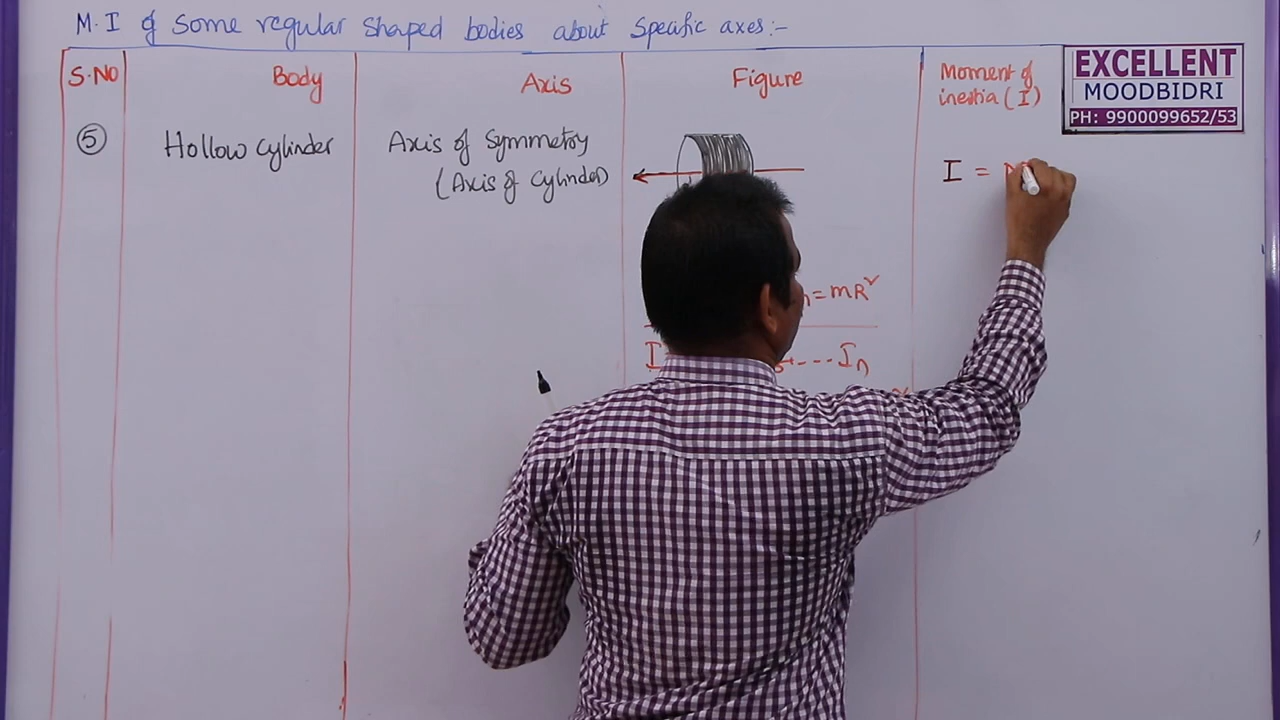 M.I of some regular shaped bodies about specific axes:-
S.No Body Axis Figure Moment of inertia (I)
EXCELLENT
MOODBIDRI
PH: 9900099652/53
5 Hollow cylinder Axis of Symmetry
(Axis of cylinder)
I =
= mR²
I + --- In